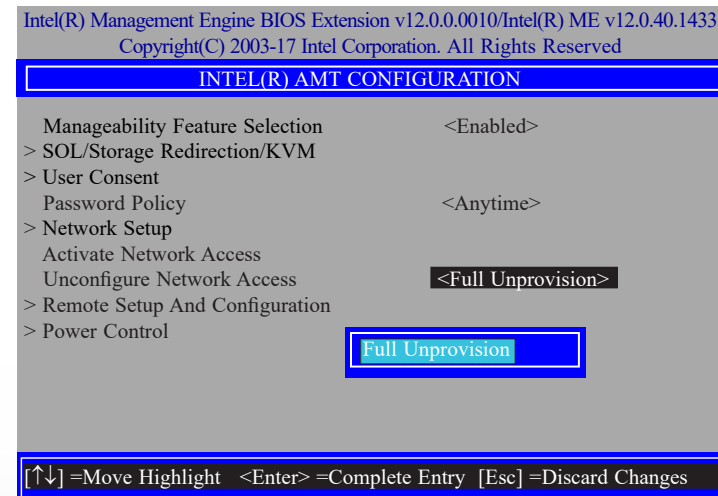 Intel(R) Management Engine BIOS Extension v12.0.0.0010/Intel(R) ME v12.0.40.1433
Copyright(C) 2003-17 Intel Corporation. All Rights Reserved
INTEL(R) AMT CONFIGURATION
Manageability Feature Selection <Enabled>
> SOL/Storage Redirection/KVM
> User Consent
Password Policy <Anytime>
> Network Setup
Activate Network Access
Unconfigure Network Access <Full Unprovision>
> Remote Setup And Configuration
> Power Control
Full Unprovision
[↑↓] =Move Highlight <Enter> =Complete Entry [Esc] =Discard Changes